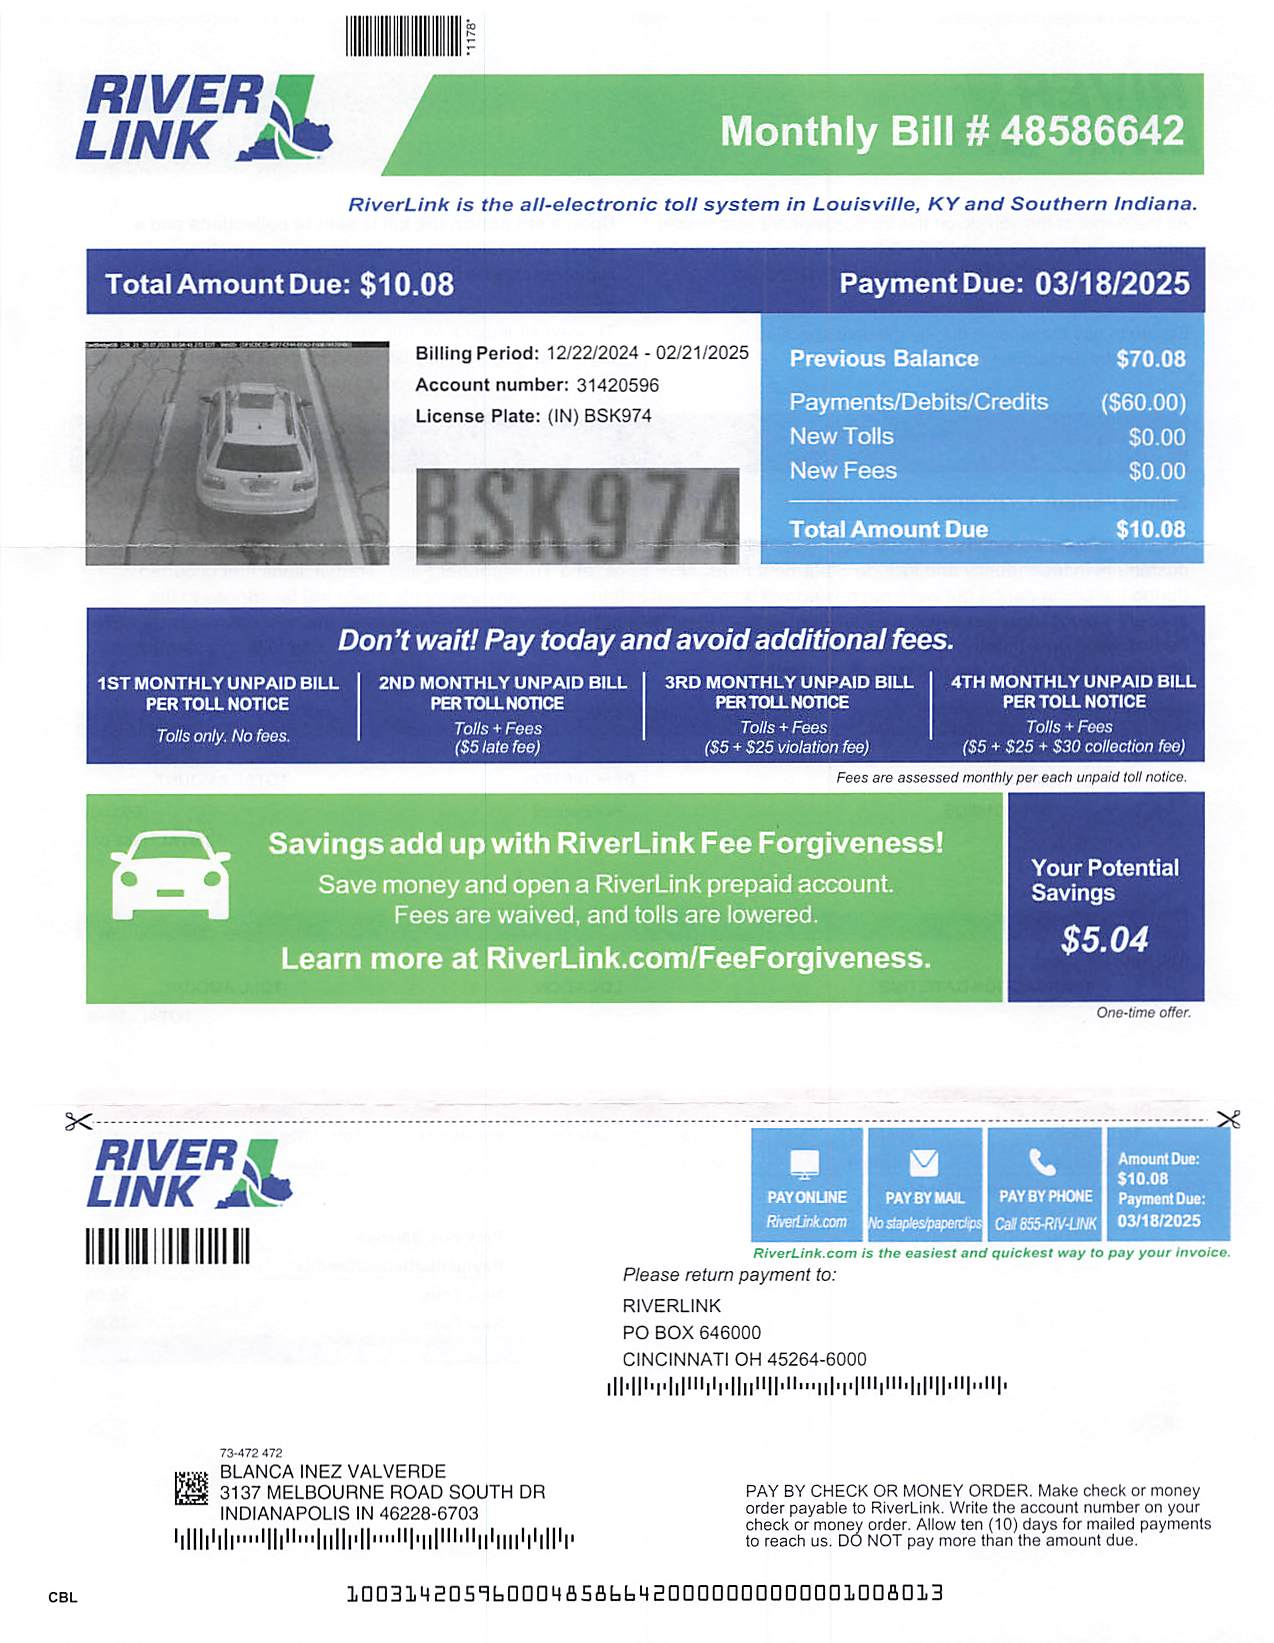 *1178*
RIVER
LINK
Monthly Bill # 48586642
RiverLink is the all-electronic toll system in Louisville, KY and Southern Indiana.
Total Amount Due: $10.08
Payment Due: 03/18/2025
Billing Period: 12/22/2024 - 02/21/2025
Account number: 31420596
License Plate: (IN) BSK974
BSK974
Previous Balance $70.08
Payments/Debits/Credits ($60.00)
New Tolls $0.00
New Fees $0.00
Total Amount Due $10.08
Don't wait! Pay today and avoid additional fees.
1ST MONTHLY UNPAID BILL
PER TOLL NOTICE
Tolls only. No fees.
2ND MONTHLY UNPAID BILL
PER TOLL NOTICE
Tolls + Fees
($5 late fee)
3RD MONTHLY UNPAID BILL
PER TOLL NOTICE
Tolls + Fees
($5 + $25 violation fee)
4TH MONTHLY UNPAID BILL
PER TOLL NOTICE
Tolls + Fees
($5 + $25 + $30 collection fee)
Fees are assessed monthly per each unpaid toll notice.
Savings add up with RiverLink Fee Forgiveness!
Save money and open a RiverLink prepaid account.
Fees are waived, and tolls are lowered.
Learn more at RiverLink.com/FeeForgiveness.
Your Potential
Savings
$5.04
One-time offer.
RIVER
LINK
PAY ONLINE
RiverLink.com
PAY BY MAIL
No staples/paperclips
PAY BY PHONE
Call 855-RIV-LINK
Amount Due:
$10.08
Payment Due:
03/18/2025
RiverLink.com is the easiest and quickest way to pay your invoice.
Please return payment to:
RIVERLINK
PO BOX 646000
CINCINNATI OH 45264-6000
73-472 472
BLANCA INEZ VALVERDE
3137 MELBOURNE ROAD SOUTH DR
INDIANAPOLIS IN 46228-6703
PAY BY CHECK OR MONEY ORDER. Make check or money
order payable to RiverLink. Write the account number on your
check or money order. Allow ten (10) days for mailed payments
to reach us. DO NOT pay more than the amount due.
CBL
1003142059600048586642000000000000001008013